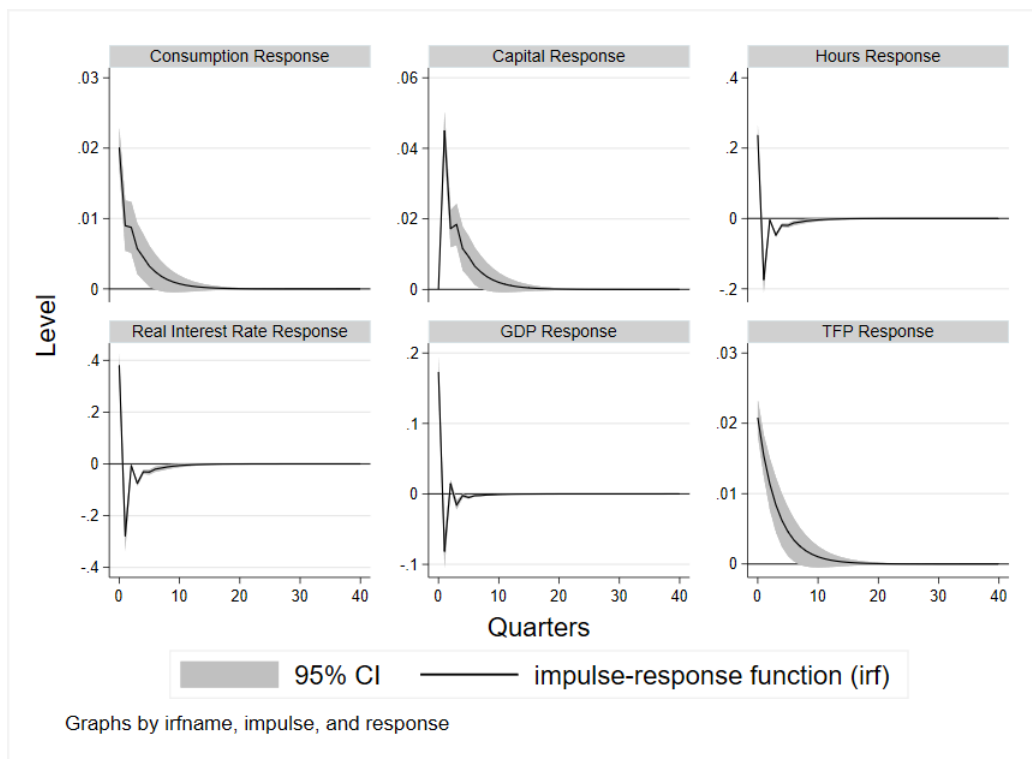 Consumption Response
Capital Response
Hours Response
.03
.02
.01
0
.06
.04
.02
0
.4
.2
0
-.2
Level
Real Interest Rate Response
GDP Response
TFP Response
.4
.2
0
-.2
-.4
.2
.1
0
-.1
.03
.02
.01
0
0 10 20 30 40
0 10 20 30 40
0 10 20 30 40
Quarters
95% CI impulse-response function (irf)
Graphs by irfname, impulse, and response